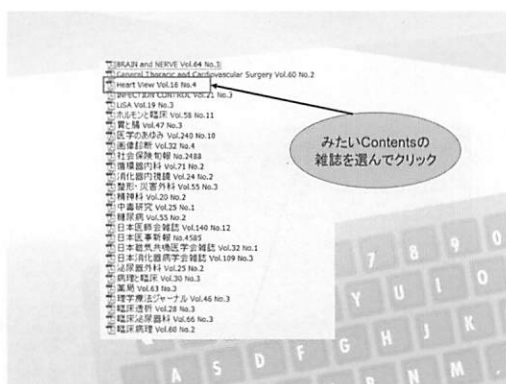 BRAIN and NERVE Vol.64 No.3
General Thoracic and Cardiovascular Surgery Vol.60 No.2
Heart View Vol.16 No.4
INFECTION CONTROL Vol.21 No.3
LiSA Vol.19 No.3
ホルモンと臨床 Vol.58 No.11
胃と腸 Vol.47 No.3
医学のあゆみ Vol.240 No.10
画像診断 Vol.32 No.4
社会保険旬報 No.2488
循環器内科 Vol.71 No.2
消化器内視鏡 Vol.24 No.2
整形・災害外科 Vol.55 No.3
精神科 Vol.20 No.2
中毒研究 Vol.25 No.1
糖尿病 Vol.55 No.2
日本医師会雑誌 Vol.140 No.12
日本医事新報 No.4585
日本磁気共鳴医学会雑誌 Vol.32 No.1
日本消化器病学会雑誌 Vol.109 No.3
泌尿器外科 Vol.25 No.2
病理と臨床 Vol.30 No.3
薬局 Vol.63 No.3
理学療法ジャーナル Vol.46 No.3
臨床透析 Vol.28 No.3
臨床泌尿器科 Vol.66 No.3
臨床病理 Vol.60 No.2
みたいContentsの
雑誌を選んでクリック
7 8 9 0
Y U I O
A S D F G H J K
B N M